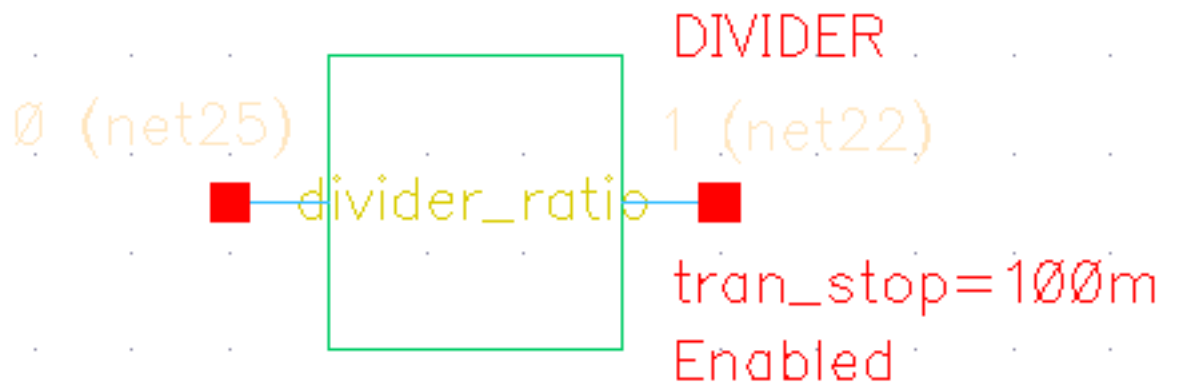 DIVIDER
0 (net25)
1 (net22)
divider_ratio
tran_stop=100m
Enabled